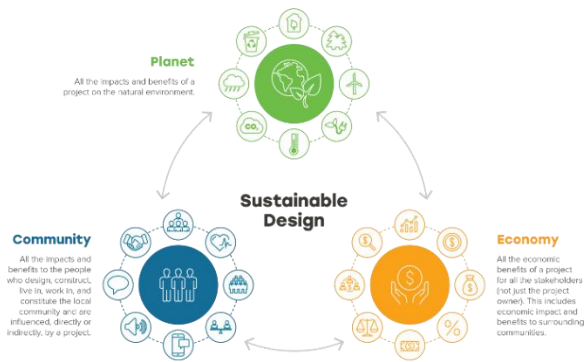 Planet
All the impacts and benefits of a
project on the natural environment.
CO₂
Sustainable
Design
Community
All the impacts and
benefits to the people
who design, construct,
live in, work in, and
constitute the local
community and are
influenced, directly or
indirectly, by a project.
$
$
$
%
$
Economy
All the economic
benefits of a project
for all the stakeholders
(not just the project
owner). This includes
economic impact and
benefits to surrounding
communities.